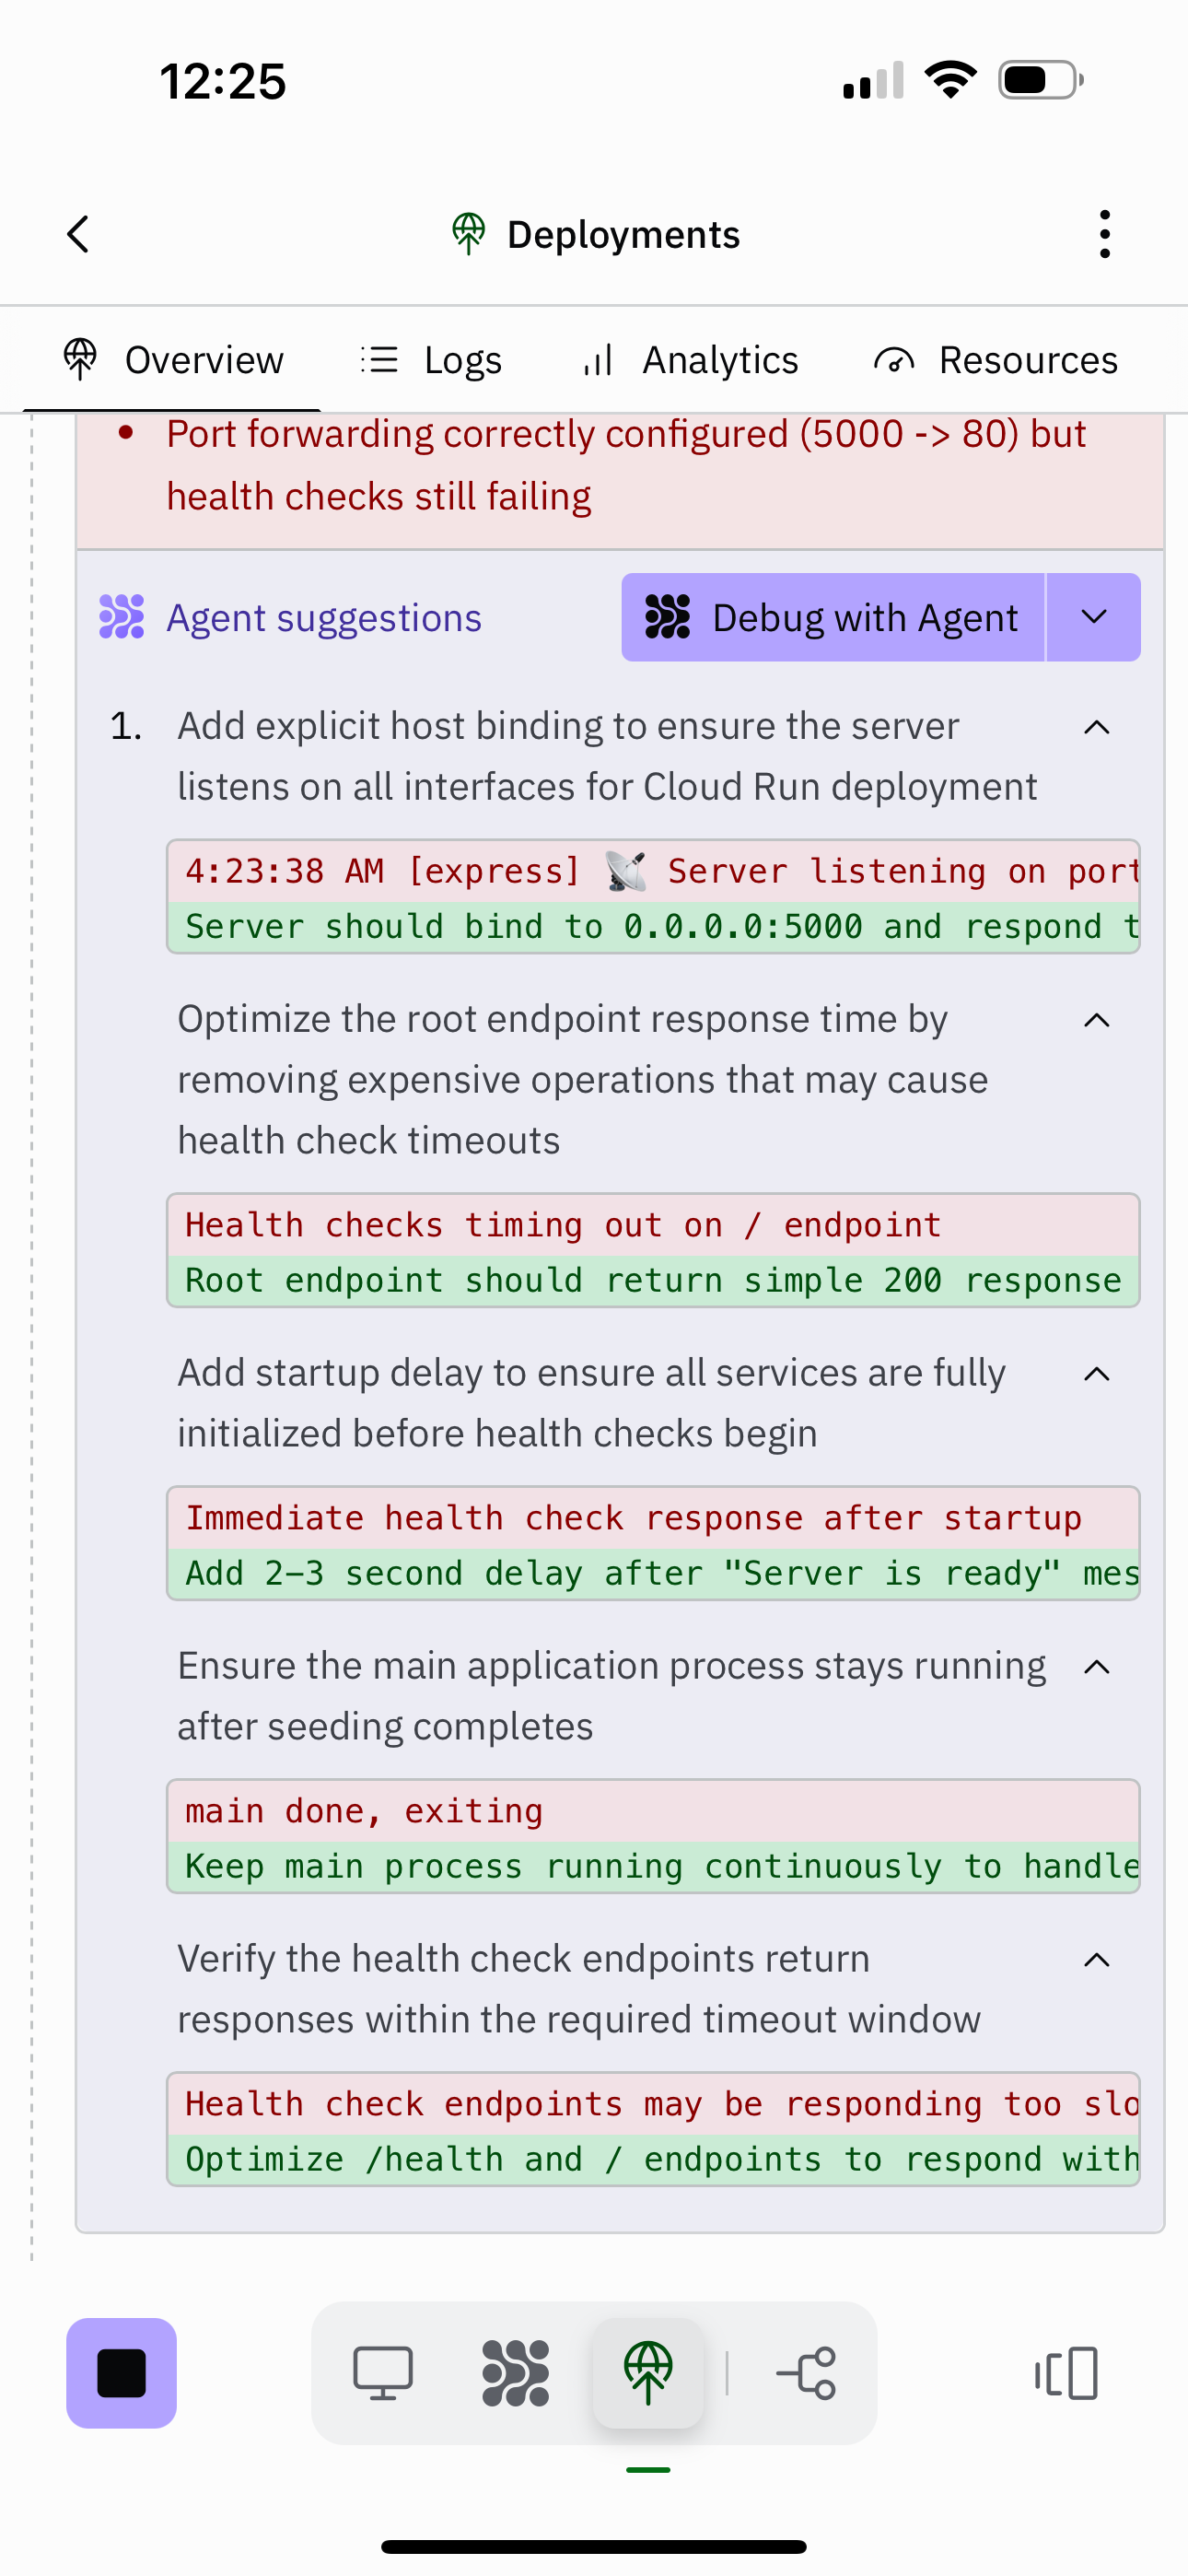 12:25
Deployments
Overview
Logs
Analytics
Resources
• Port forwarding correctly configured (5000 -> 80) but
health checks still failing
Agent suggestions
Debug with Agent
1. Add explicit host binding to ensure the server
listens on all interfaces for Cloud Run deployment
4:23:38 AM [express] 📡 Server listening on port
Server should bind to 0.0.0.0:5000 and respond t
Optimize the root endpoint response time by
removing expensive operations that may cause
health check timeouts
Health checks timing out on / endpoint
Root endpoint should return simple 200 response
Add startup delay to ensure all services are fully
initialized before health checks begin
Immediate health check response after startup
Add 2–3 second delay after "Server is ready" mes
Ensure the main application process stays running
after seeding completes
main done, exiting
Keep main process running continuously to handle
Verify the health check endpoints return
responses within the required timeout window
Health check endpoints may be responding too slo
Optimize /health and / endpoints to respond with